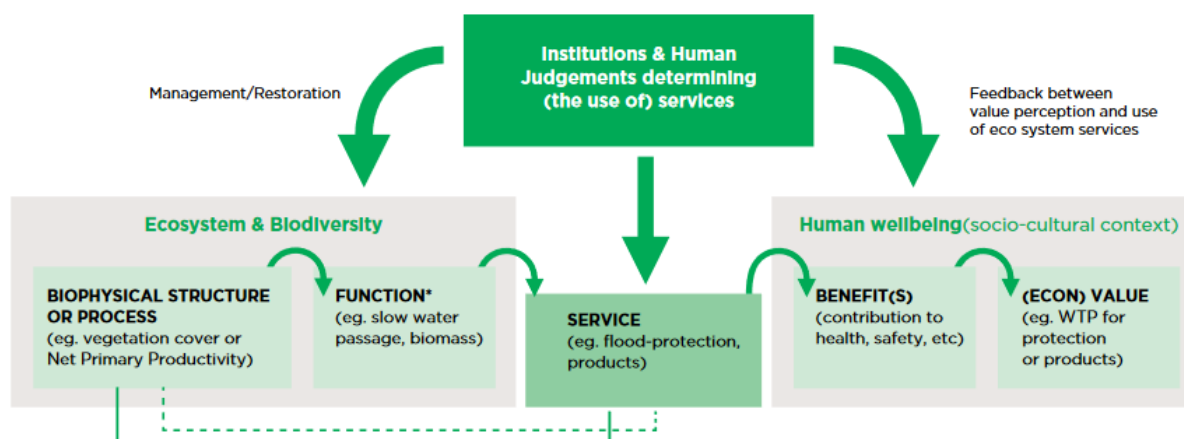 Institutions & Human
Judgements determining
(the use of) services
Management/Restoration
Feedback between
value perception and use
of eco system services
Ecosystem & Biodiversity
Human wellbeing(socio-cultural context)
BIOPHYSICAL STRUCTURE
OR PROCESS
(eg. vegetation cover or
Net Primary Productivity)
FUNCTION*
(eg. slow water
passage, biomass)
SERVICE
(eg. flood-protection,
products)
BENEFIT(S)
(contribution to
health, safety, etc)
(ECON) VALUE
(eg. WTP for
protection
or products)